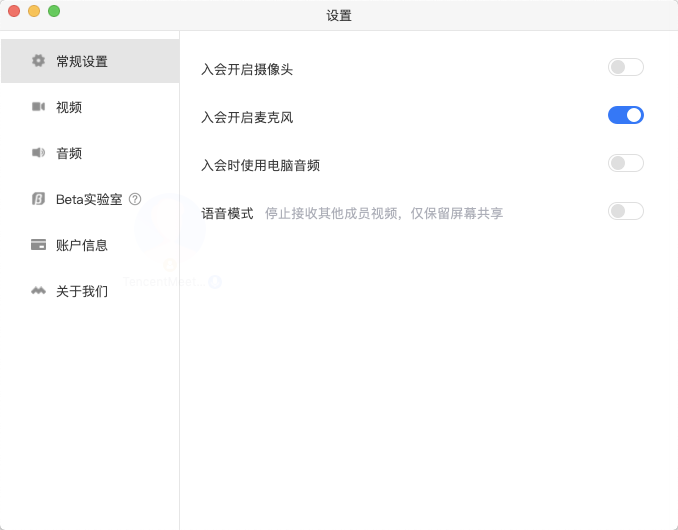 设置
常规设置
视频
音频
Beta实验室
账户信息
关于我们
入会开启摄像头
入会开启麦克风
入会时使用电脑音频
语音模式 停止接收其他成员视频，仅保留屏幕共享